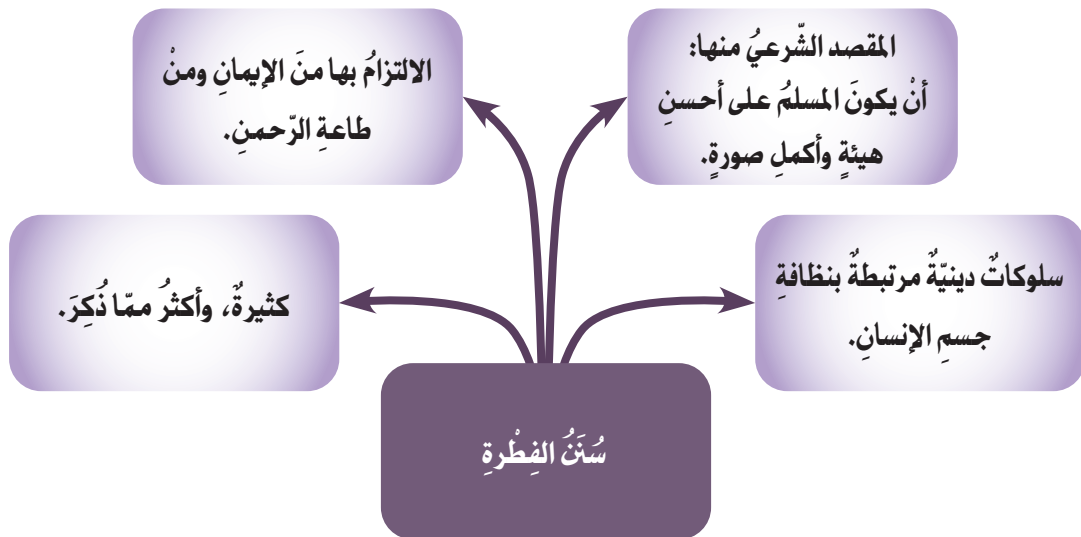 المقصد الشّرعيُ منها:
أنْ يكونَ المسلمُ على أحسنِ
هيئةٍ وأكملِ صورةٍ.
الالتزامُ بها منَ الإيمانِ ومنْ
طاعةِ الرّحمنِ.
سلوكاتٌ دينيّةٌ مرتبطةٌ بنظافةِ
جسمِ الإنسانِ.
كثيرةٌ، وأكثرُ ممّا ذُكِرَ.
سُنَنُ الفِطْرةِ